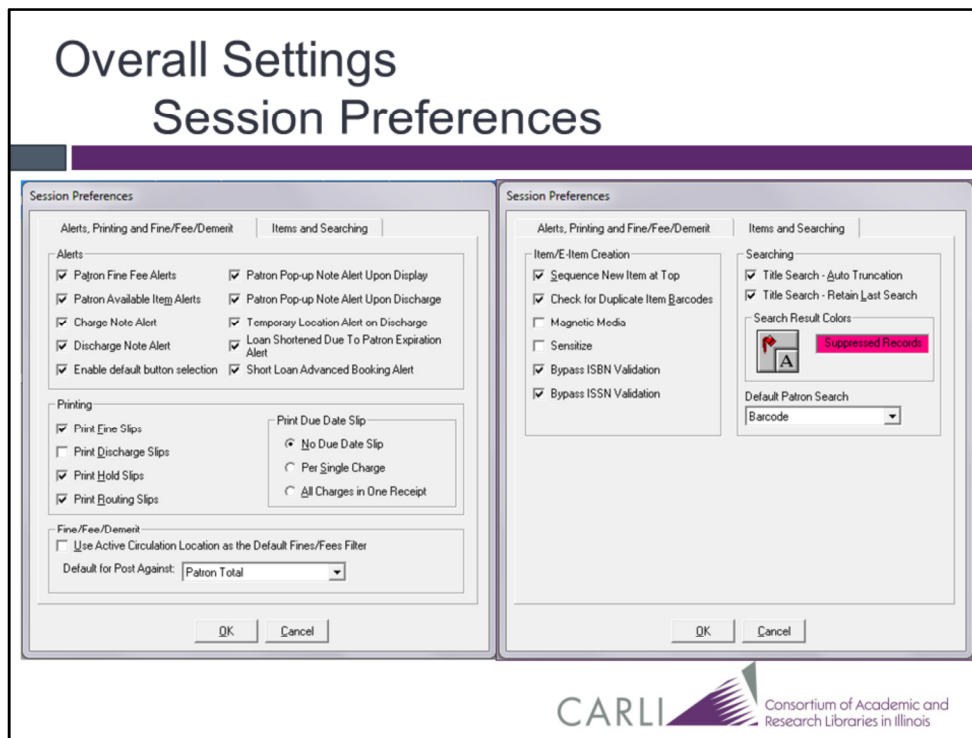 Overall Settings
Session Preferences
Session Preferences
Alerts, Printing and Fine/Fee/Demerit
Items and Searching
Alerts
Patron Fine Fee Alerts
Patron Available Item Alerts
Charge Note Alert
Discharge Note Alert
Enable default button selection
Patron Pop-up Note Alert Upon Display
Patron Pop-up Note Alert Upon Discharge
Temporary Location Alert on Discharge
Loan Shortened Due To Patron Expiration
Alert
Short Loan Advanced Booking Alert
Printing
Print Fine Slips
Print Discharge Slips
Print Hold Slips
Print Routing Slips
Print Due Date Slip
No Due Date Slip
Per Single Charge
All Charges in One Receipt
Fine/Fee/Demerit
Use Active Circulation Location as the Default Fines/Fees Filter
Default for Post Against: Patron Total
OK
Cancel
Session Preferences
Alerts, Printing and Fine/Fee/Demerit
Items and Searching
Item/E-Item Creation
Sequence New Item at Top
Check for Duplicate Item Barcodes
Magnetic Media
Sensitize
Bypass ISBN Validation
Bypass ISSN Validation
Searching
Title Search - Auto Truncation
Title Search - Retain Last Search
Search Result Colors
A
Suppressed Records
Default Patron Search
Barcode
OK
Cancel
CARLI
Consortium of Academic and
Research Libraries in Illinois